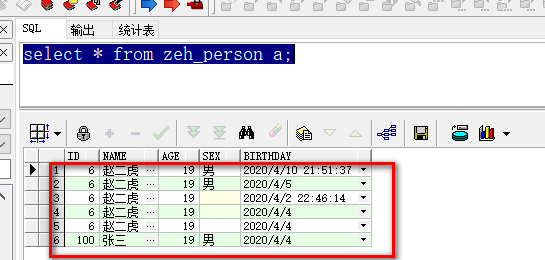 SQL 输出 统计表
select * from zeh_person a;
ID NAME AGE SEX BIRTHDAY
1 6 赵二虎 ... 19 男 2020/4/10 21:51:37
2 6 赵二虎 ... 19 男 2020/4/5
3 6 赵二虎 ... 19 2020/4/2 22:46:14
4 6 赵二虎 ... 19 2020/4/4
5 6 赵二虎 ... 19 2020/4/4
6 100 张三 ... 19 男 2020/4/4